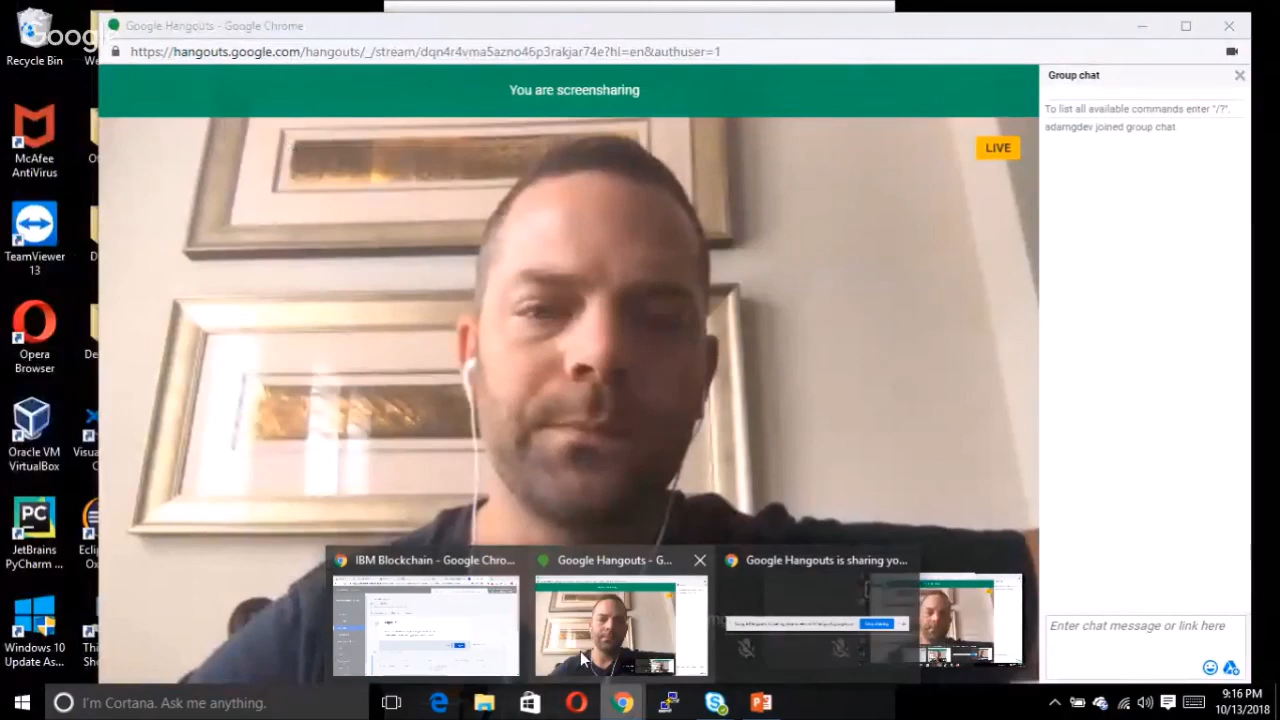 Google
Google Hangouts - Google Chrome
https://hangouts.google.com/hangouts/_/stream/dqn4r4vma5azno46p3rakjar74e?hl=en&authuser=1
You are screensharing
LIVE
Group chat
To list all available commands enter "/?".
adamgdev joined group chat
Recycle Bin
McAfee
AntiVirus
TeamViewer
13
Opera
Browser
Oracle VM
VirtualBox
JetBrains
PyCharm ...
Windows 10
Update As...
IBM Blockchain - Google Chro...
Google Hangouts - G...
Google Hangouts is sharing yo...
Enter chat message or link here
I'm Cortana. Ask me anything.
9:16 PM
10/13/2018